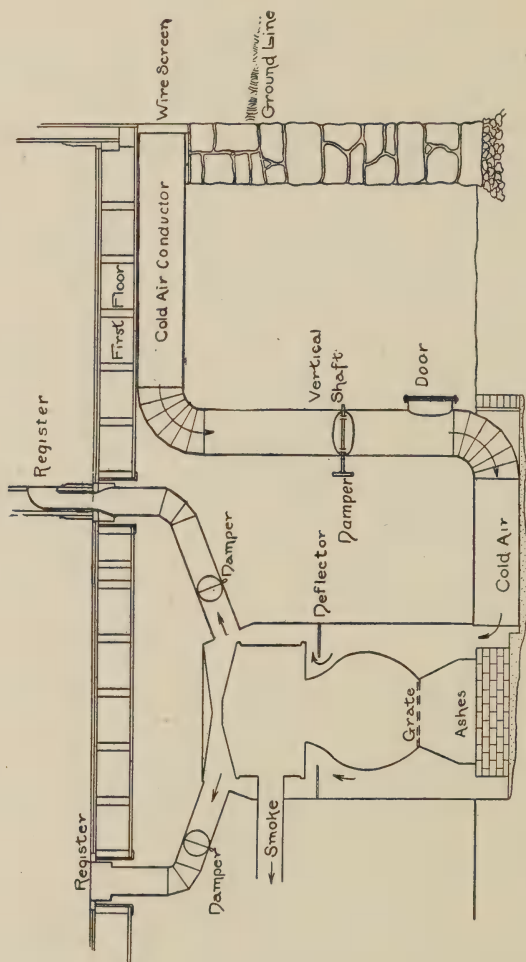 Wire Screen
Ground Line
Cold Air Conductor
First Floor
Register
Vertical
Shaft
Door
Damper
Damper
Deflector
Cold Air
Grate
Ashes
Register
Damper
Smoke